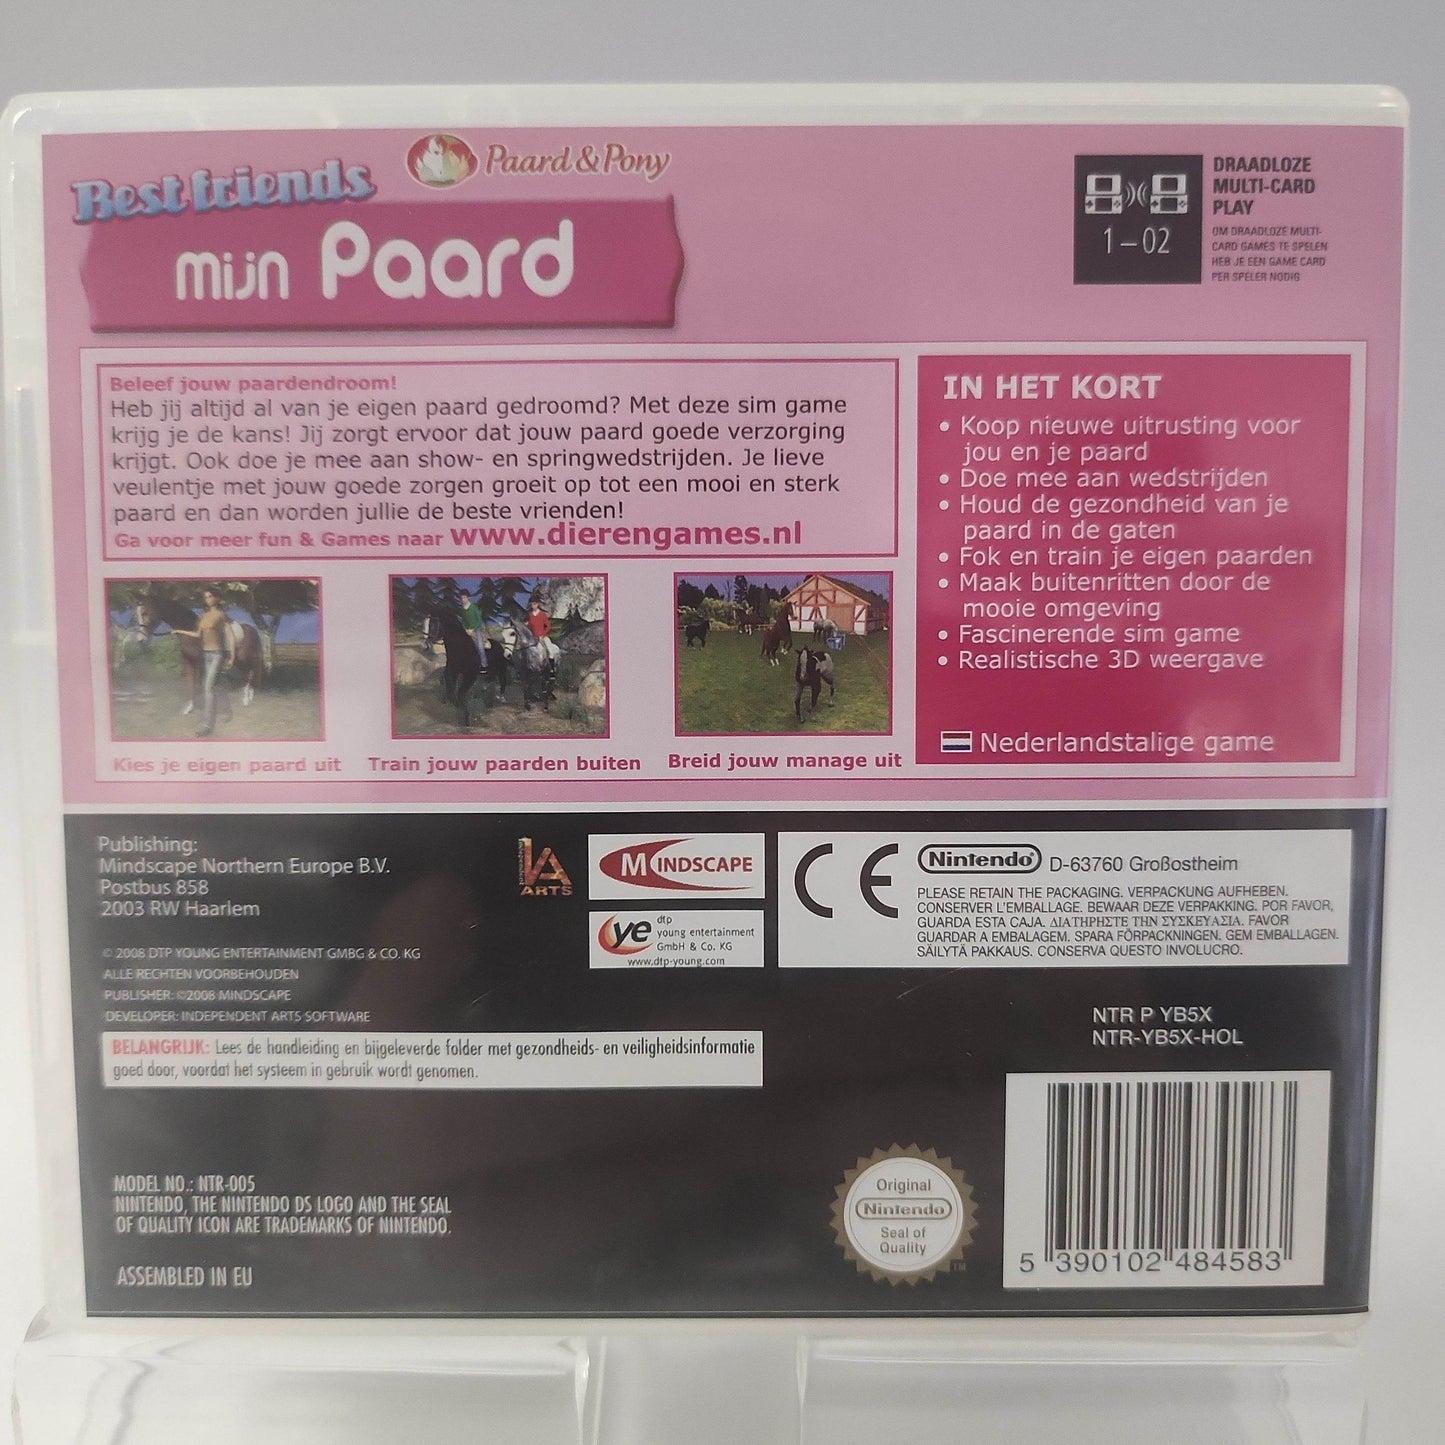 Best friends
Paard & Pony
mijn Paard
DRAADLOZE
MULTI-CARD
PLAY
1-02
OM DRAADLOZE MULTI-
CARD GAMES TE SPELEN
HEB JE EEN GAME CARD
PER SPELER NODIG
Beleef jouw paardendroom!
Heb jij altijd al van je eigen paard gedroomd? Met deze sim game
krijg je de kans! Jij zorgt ervoor dat jouw paard goede verzorging
krijgt. Ook doe je mee aan show- en springwedstrijden. Je lieve
veulentje met jouw goede zorgen groeit op tot een mooi en sterk
paard en dan worden jullie de beste vrienden!
Ga voor meer fun & Games naar www.dierengames.nl
IN HET KORT
• Koop nieuwe uitrusting voor
jou en je paard
• Doe mee aan wedstrijden
• Houd de gezondheid van je
paard in de gaten
• Fok en train je eigen paarden
• Maak buitenritten door de
mooie omgeving
• Fascinerende sim game
• Realistische 3D weergave
Nederlandstalige game
Kies je eigen paard uit
Train jouw paarden buiten
Breid jouw manage uit
Publishing:
Mindscape Northern Europe B.V.
Postbus 858
2003 RW Haarlem
© 2008 DTP YOUNG ENTERTAINMENT GMBG & CO. KG
ALLE RECHTEN VOORBEHOUDEN
PUBLISHER: ©2008 MINDSCAPE
DEVELOPER: INDEPENDENT ARTS SOFTWARE
Independent
IA
ARTS
MINDSCAPE
ye
dtp
young entertainment
GmbH & Co. KG
www.dtp-young.com
CE
Nintendo® D-63760 Großostheim
PLEASE RETAIN THE PACKAGING. VERPACKUNG AUFHEBEN.
CONSERVER L'EMBALLAGE. BEWAAR DEZE VERPAKKING. POR FAVOR,
GUARDA ESTA CAJA. ΔΙΑΤΗΡΗΣΤΕ ΤΗΝ ΣΥΣΚΕΥΑΣΙΑ. FAVOR
GUARDAR A EMBALAGEM. SPARA FÖRPACKNINGEN. GEM EMBALLAGEN.
SÄILYTÄ PAKKAUS. CONSERVA QUESTO INVOLUCRO.
BELANGRIJK: Lees de handleiding en bijgeleverde folder met gezondheids- en veiligheidsinformatie
goed door, voordat het systeem in gebruik wordt genomen.
NTR P YB5X
NTR-YB5X-HOL
MODEL NO.: NTR-005
NINTENDO, THE NINTENDO DS LOGO AND THE SEAL
OF QUALITY ICON ARE TRADEMARKS OF NINTENDO.
ASSEMBLED IN EU
Original
Nintendo
Seal of
Quality
TM
5 390102 484583